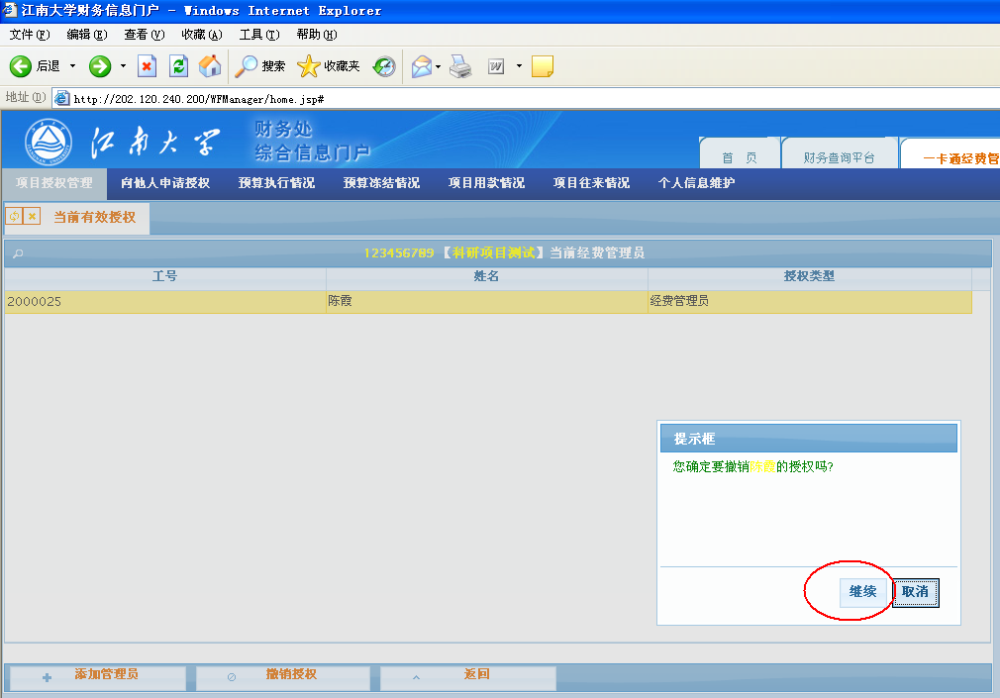 江南大学财务信息门户 - Windows Internet Explorer
文件(F) 编辑(E) 查看(V) 收藏(A) 工具(T) 帮助(H)
后退 搜索 收藏夹
地址(D) http://202.120.240.200/WFManager/home.jsp#
江南大学 财务处
综合信息门户
首 页 财务查询平台 一卡通经费管
项目授权管理 向他人申请授权 预算执行情况 预算冻结情况 项目用款情况 项目往来情况 个人信息维护
当前有效授权
123456789 【科研项目测试】当前经费管理员
工号 姓名 授权类型
2000025 陈霞 经费管理员
提示框
您确定要撤销陈霞的授权吗?
继续 取消
添加管理员 撤销授权 返回